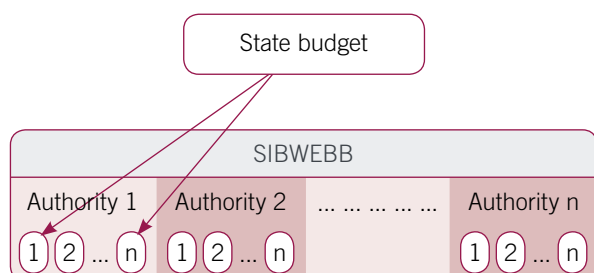 State budget
SIBWEBB
Authority 1 Authority 2 ... ... ... ... ... Authority n
1 2 ... n 1 2 ... n 1 2 ... n